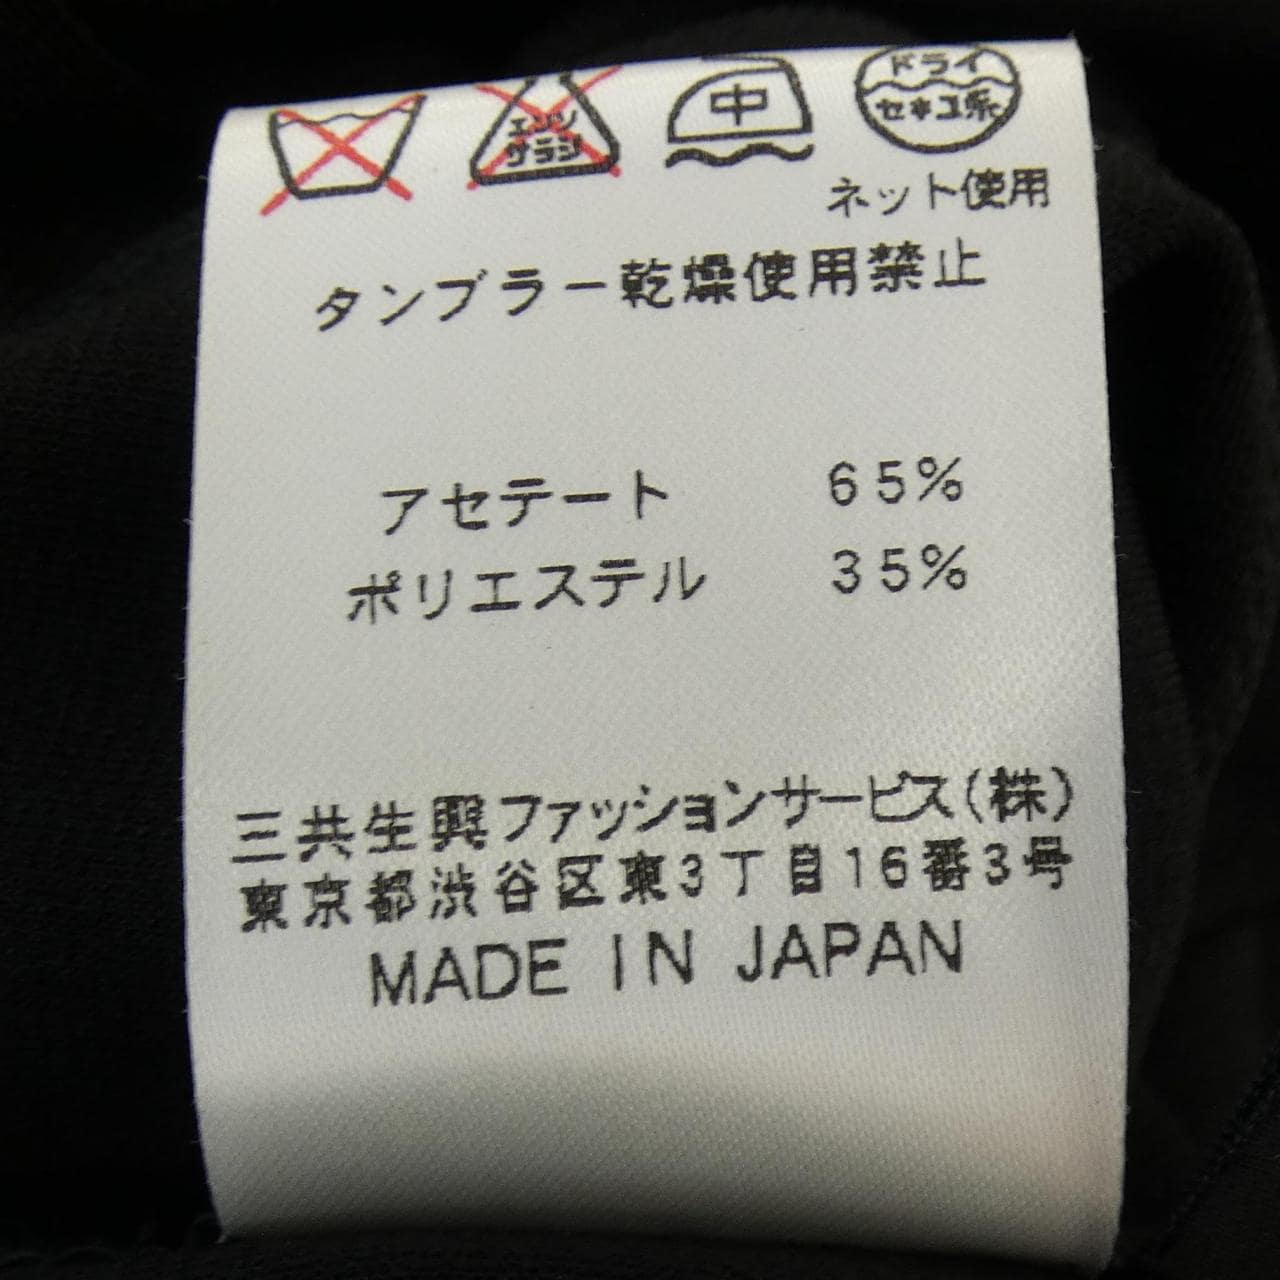 エンソ
サラシ
中
ドライ
セキユ系
ネット使用
タンブラー乾燥使用禁止
アセテート 65%
ポリエステル 35%
三共生興ファッションサービス(株)
東京都渋谷区東3丁目16番3号
MADE IN JAPAN